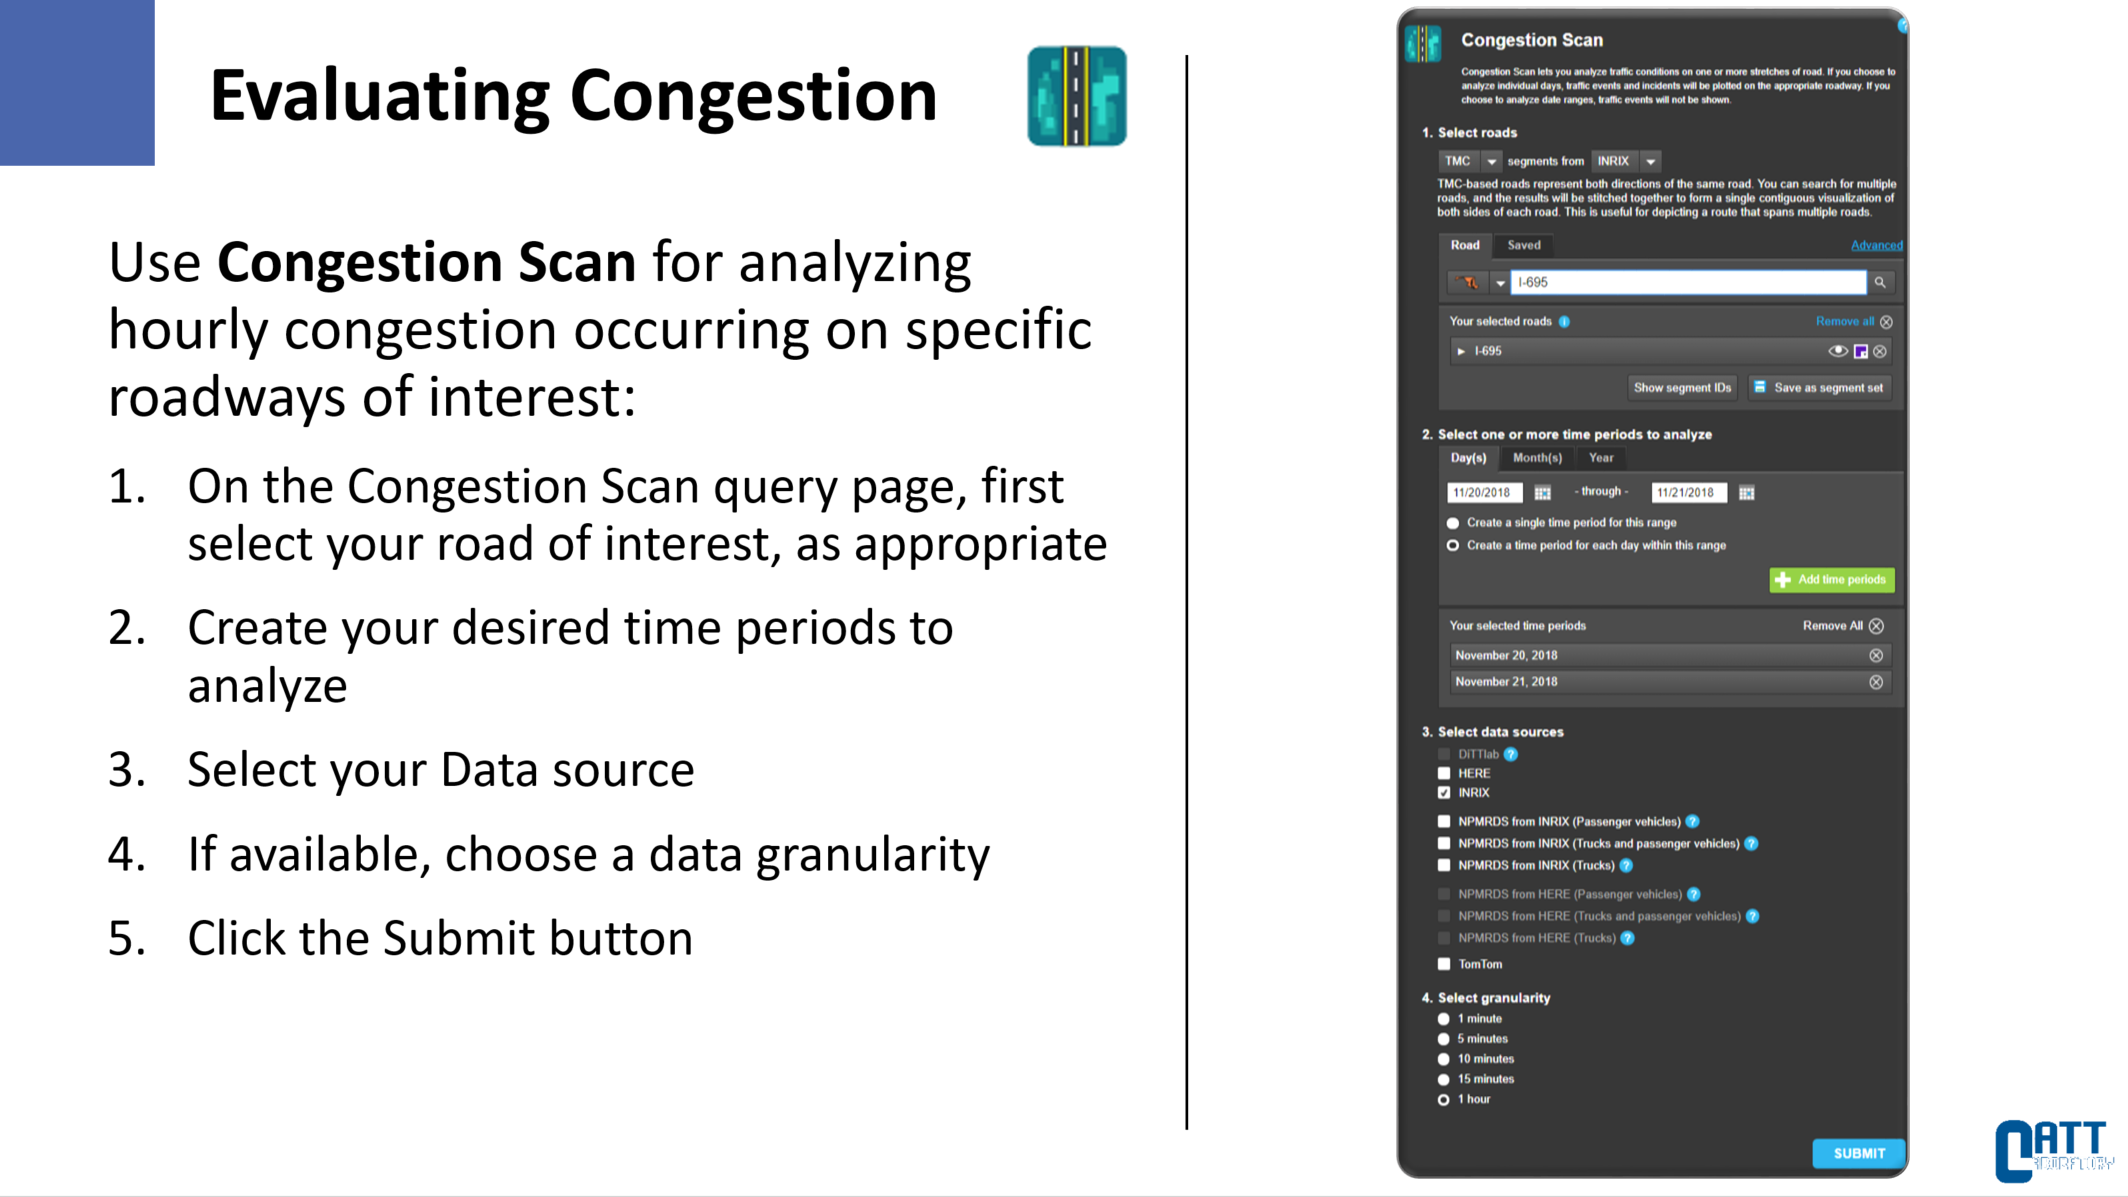 Evaluating Congestion
Use Congestion Scan for analyzing
hourly congestion occurring on specific
roadways of interest:
1. On the Congestion Scan query page, first
select your road of interest, as appropriate
2. Create your desired time periods to
analyze
3. Select your Data source
4. If available, choose a data granularity
5. Click the Submit button
Congestion Scan
Congestion Scan lets you analyze traffic conditions on one or more stretches of road. If you choose to
analyze individual days, traffic events and incidents will be plotted on the appropriate roadway. If you
choose to analyze date ranges, traffic events will not be shown.
1. Select roads
TMC segments from INRIX
TMC-based roads represent both directions of the same road. You can search for multiple
roads, and the results will be stitched together to form a single contiguous visualization of
both sides of each road. This is useful for depicting a route that spans multiple roads.
Road Saved Advanced
I-695
Your selected roads Remove all
I-695
Show segment IDs Save as segment set
2. Select one or more time periods to analyze
Day(s) Month(s) Year
11/20/2018 - through - 11/21/2018
Create a single time period for this range
Create a time period for each day within this range
Add time periods
Your selected time periods Remove All
November 20, 2018
November 21, 2018
3. Select data sources
DiTTlab ?
HERE
INRIX
NPMRDS from INRIX (Passenger vehicles) ?
NPMRDS from INRIX (Trucks and passenger vehicles) ?
NPMRDS from INRIX (Trucks) ?
NPMRDS from HERE (Passenger vehicles) ?
NPMRDS from HERE (Trucks and passenger vehicles) ?
NPMRDS from HERE (Trucks) ?
TomTom
4. Select granularity
1 minute
5 minutes
10 minutes
15 minutes
1 hour
SUBMIT
CATT